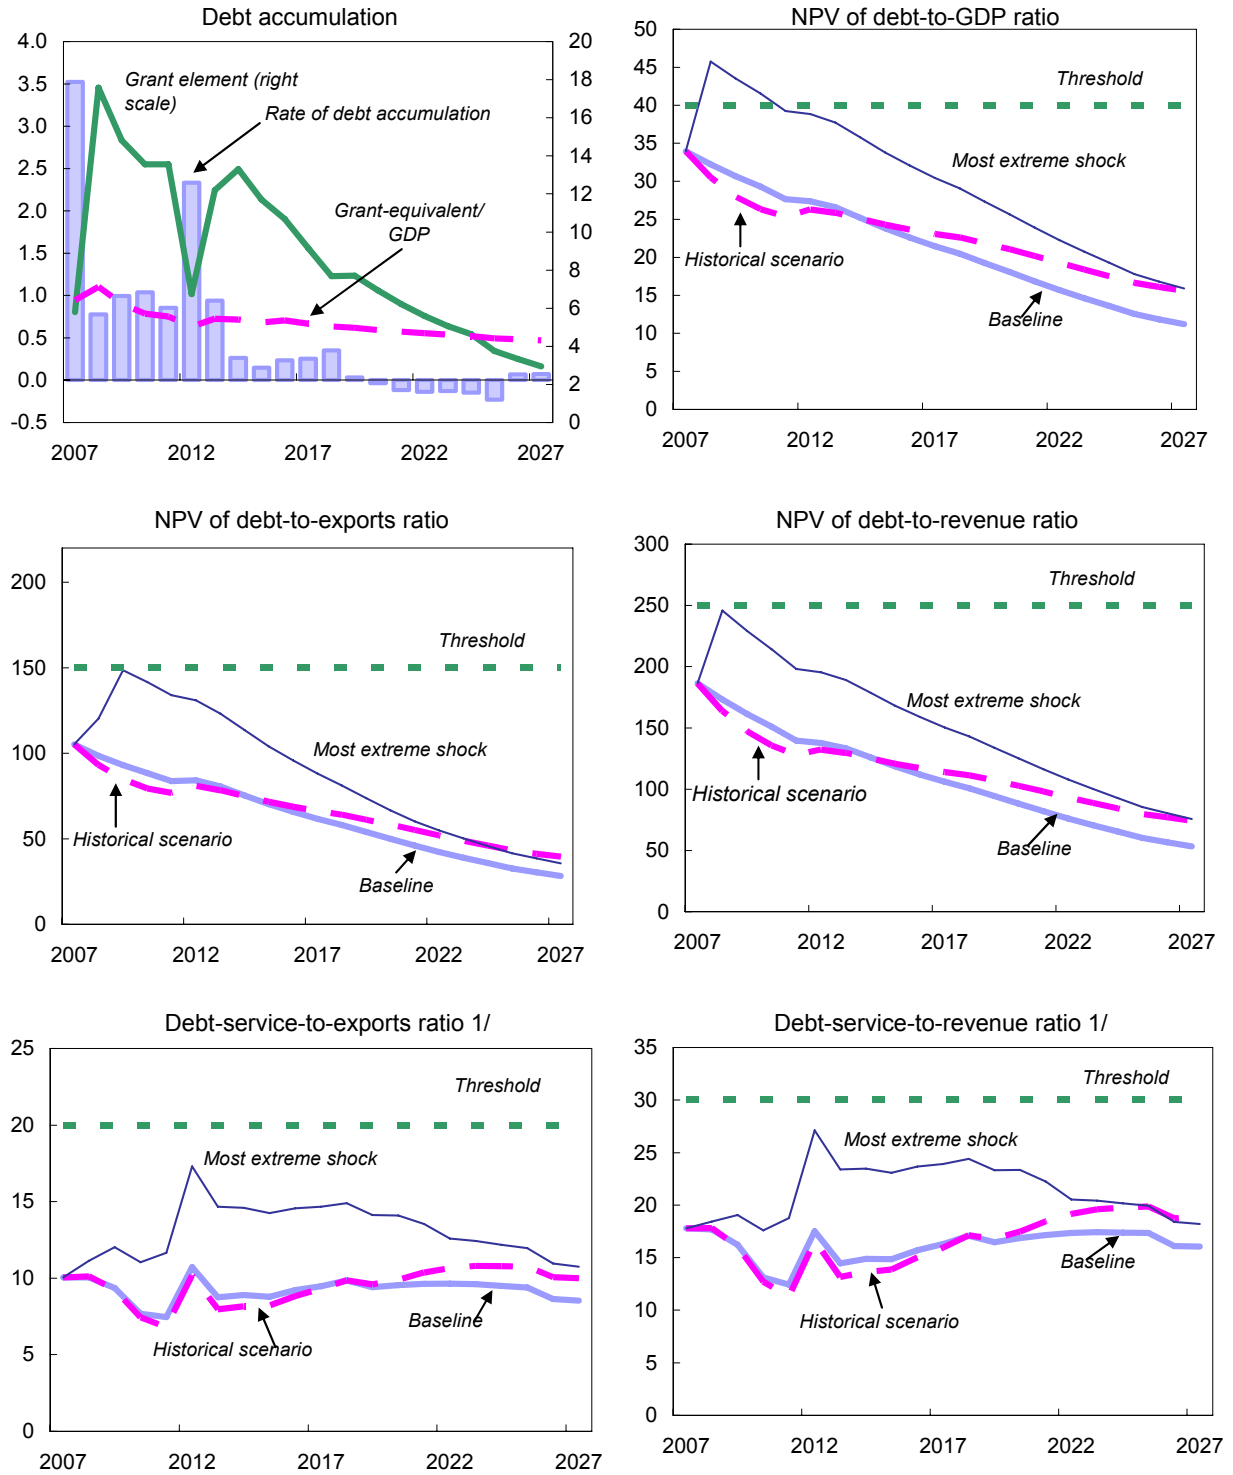 Debt accumulation
4.0
3.5
3.0
2.5
2.0
1.5
1.0
0.5
0.0
-0.5
20
18
16
14
12
10
8
6
4
2
0
Grant element (right
scale)
Rate of debt accumulation
Grant-equivalent/
GDP
2007
2012
2017
2022
2027
NPV of debt-to-GDP ratio
50
45
40
35
30
25
20
15
10
5
0
Threshold
Most extreme shock
Historical scenario
Baseline
2007
2012
2017
2022
2027
NPV of debt-to-exports ratio
200
150
100
50
0
Threshold
Most extreme shock
Historical scenario
Baseline
2007
2012
2017
2022
2027
NPV of debt-to-revenue ratio
300
250
200
150
100
50
0
Threshold
Most extreme shock
Historical scenario
Baseline
2007
2012
2017
2022
2027
Debt-service-to-exports ratio 1/
25
20
15
10
5
0
Threshold
Most extreme shock
Baseline
Historical scenario
2007
2012
2017
2022
2027
Debt-service-to-revenue ratio 1/
35
30
25
20
15
10
5
0
Threshold
Most extreme shock
Baseline
Historical scenario
2007
2012
2017
2022
2027